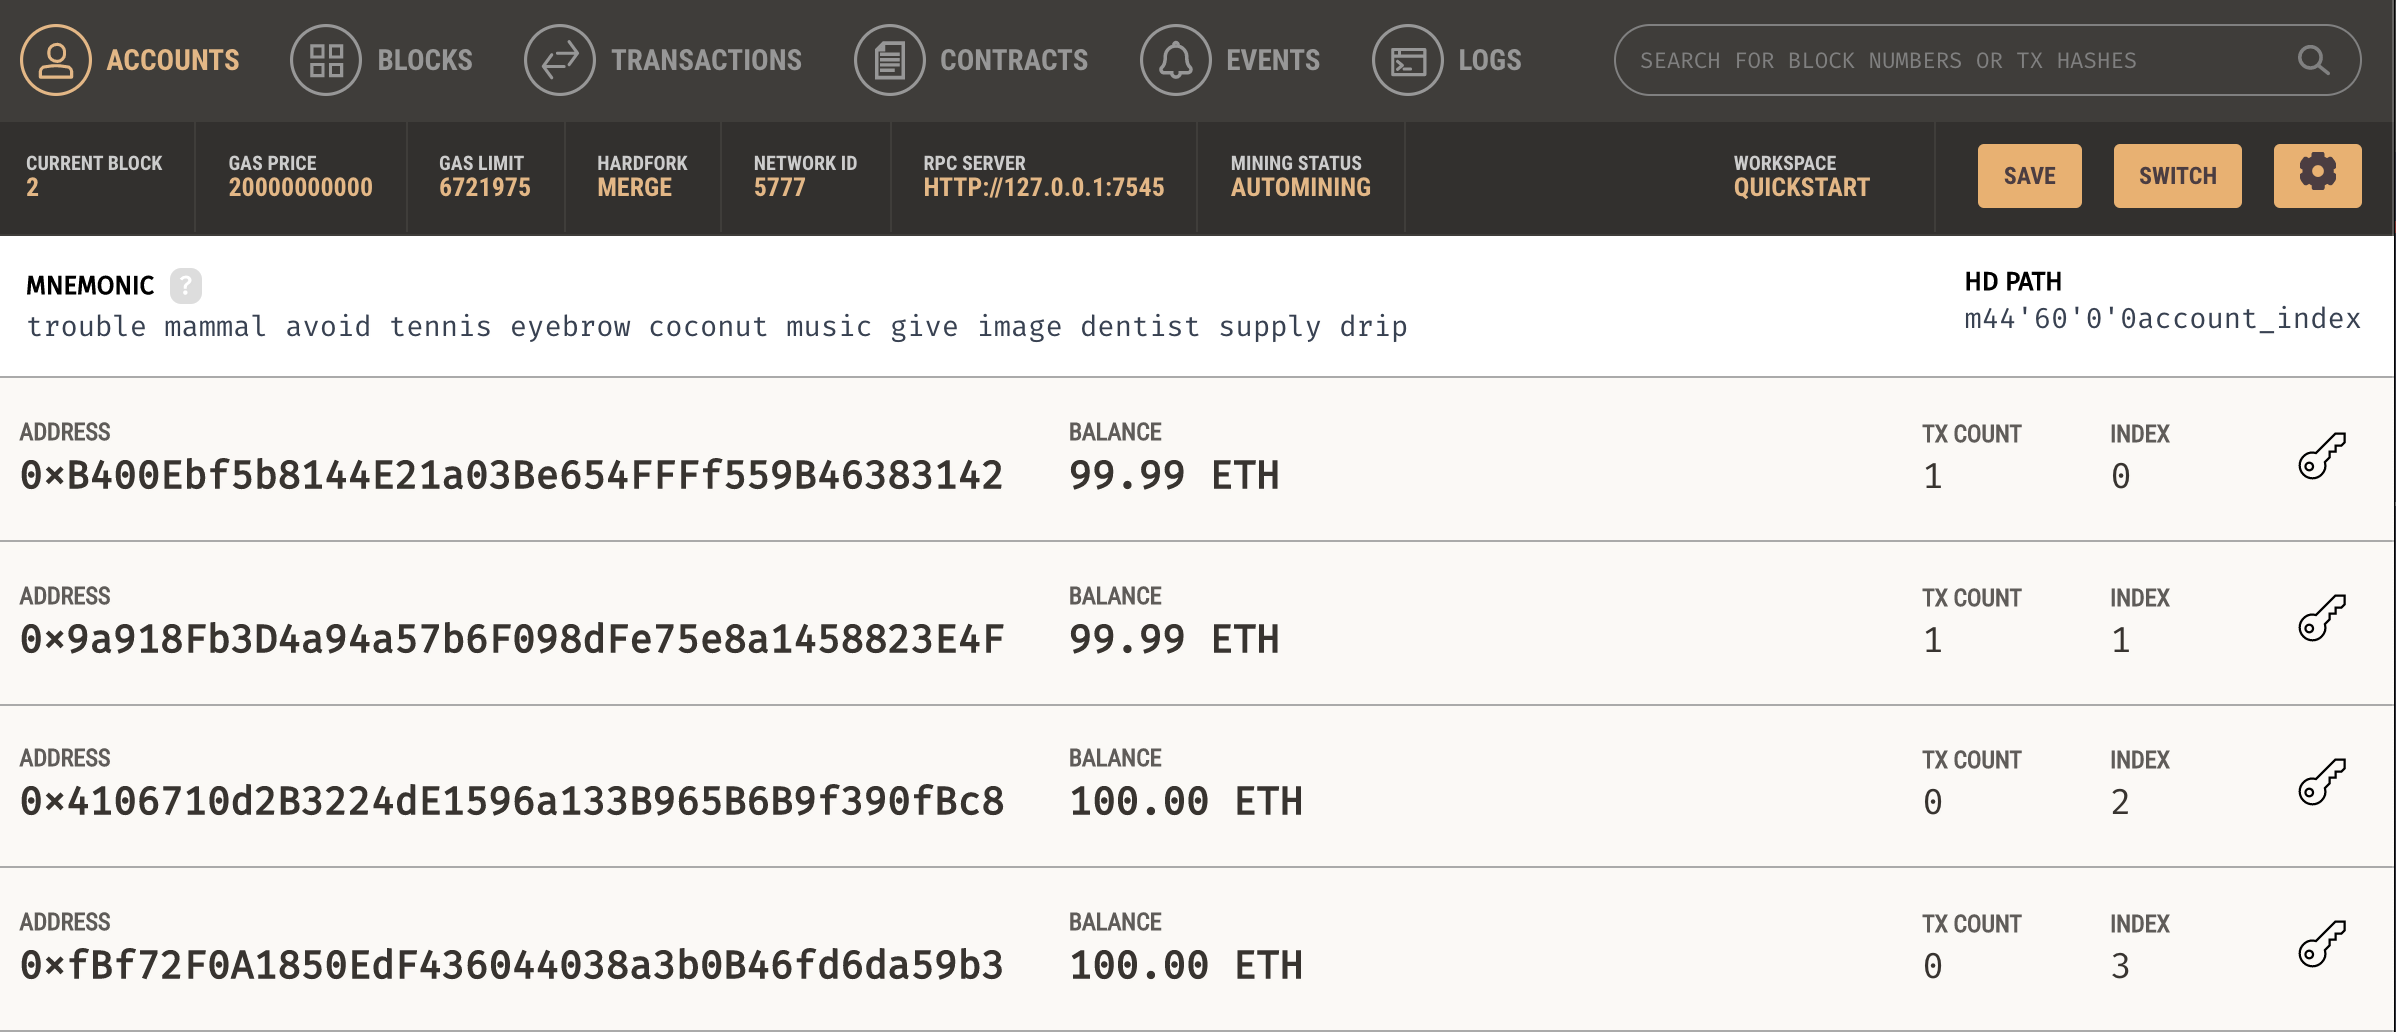 ACCOUNTS BLOCKS TRANSACTIONS CONTRACTS EVENTS LOGS SEARCH FOR BLOCK NUMBERS OR TX HASHES
CURRENT BLOCK GAS PRICE GAS LIMIT HARDFORK NETWORK ID RPC SERVER MINING STATUS WORKSPACE
2 20000000000 6721975 MERGE 5777 HTTP://127.0.0.1:7545 AUTOMINING QUICKSTART SAVE SWITCH
MNEMONIC ? HD PATH
trouble mammal avoid tennis eyebrow coconut music give image dentist supply drip m44'60'0'0account_index
ADDRESS BALANCE TX COUNT INDEX
0×B400Ebf5b8144E21a03Be654FFFf559B46383142 99.99 ETH 1 0
ADDRESS BALANCE TX COUNT INDEX
0×9a918Fb3D4a94a57b6F098dFe75e8a1458823E4F 99.99 ETH 1 1
ADDRESS BALANCE TX COUNT INDEX
0×4106710d2B3224dE1596a133B965B6B9f390fBc8 100.00 ETH 0 2
ADDRESS BALANCE TX COUNT INDEX
0×fBf72F0A1850EdF436044038a3b0B46fd6da59b3 100.00 ETH 0 3